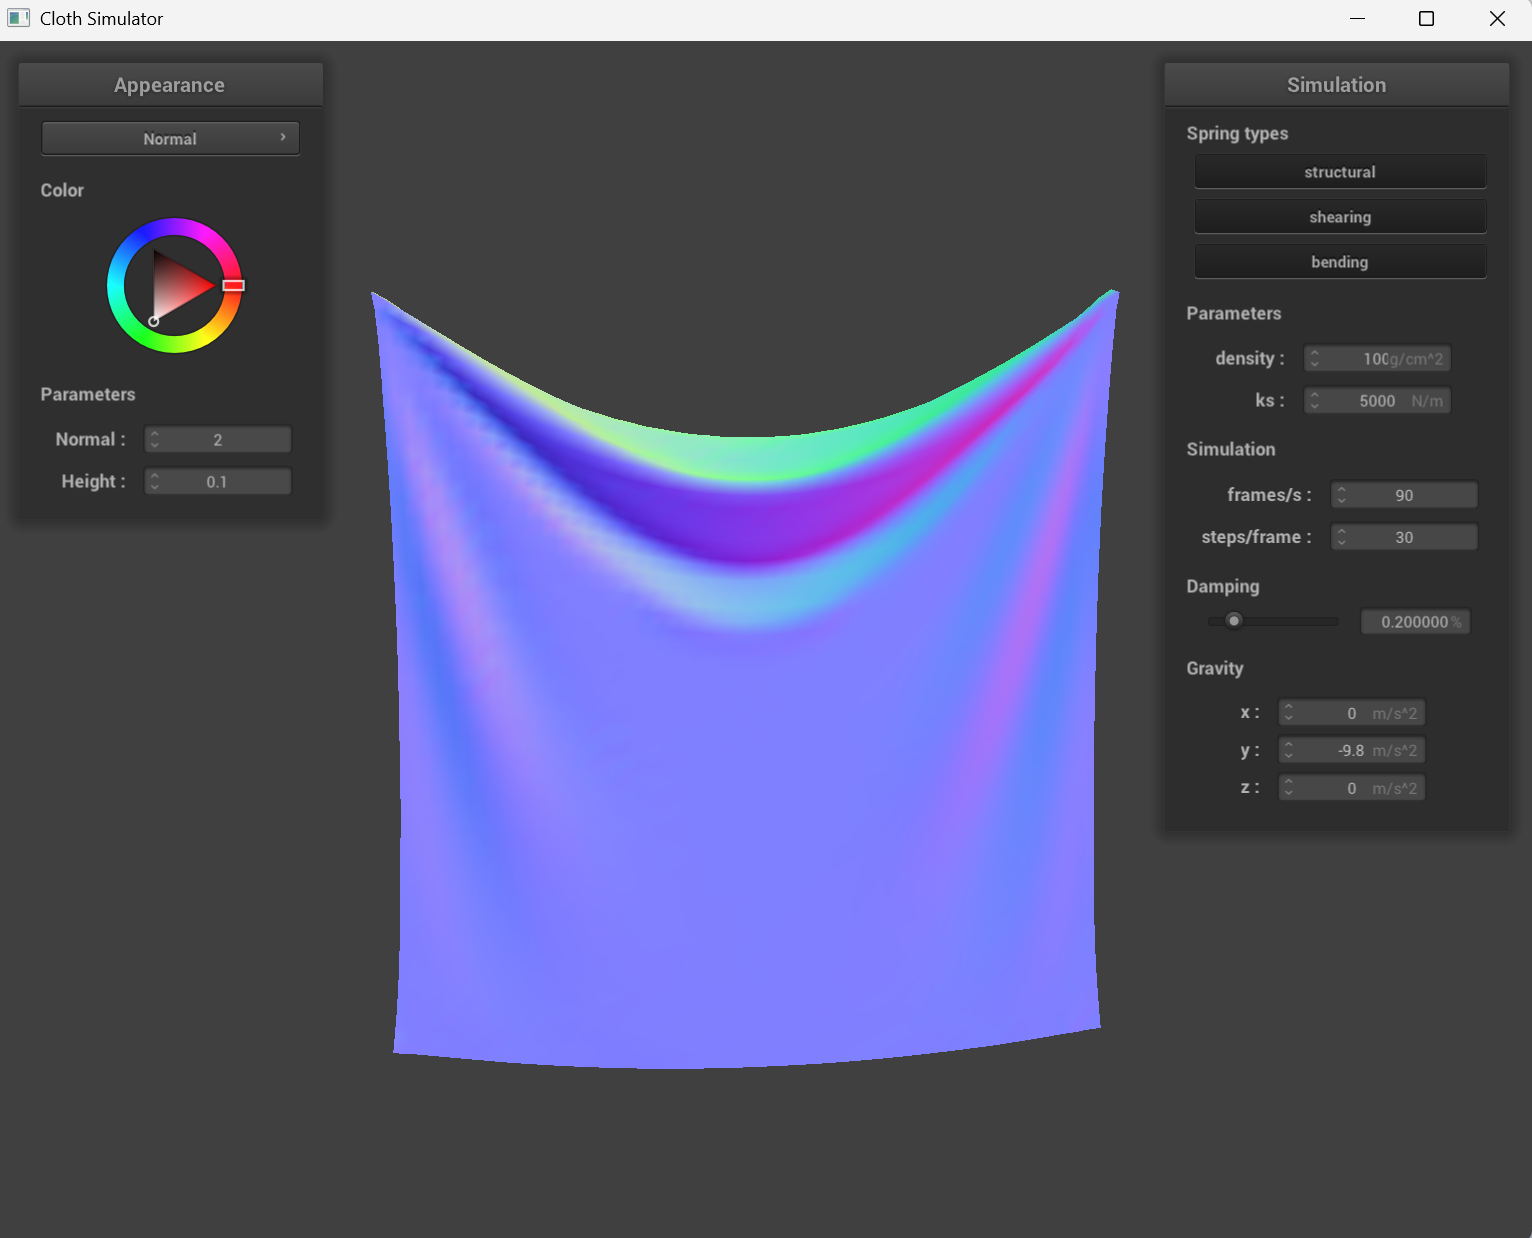 Cloth Simulator
Appearance
Normal
Color
Parameters
Normal : 2
Height : 0.1
Simulation
Spring types
structural
shearing
bending
Parameters
density : 100g/cm^2
ks : 5000 N/m
Simulation
frames/s : 90
steps/frame : 30
Damping
0.200000 %
Gravity
x : 0 m/s^2
y : -9.8 m/s^2
z : 0 m/s^2